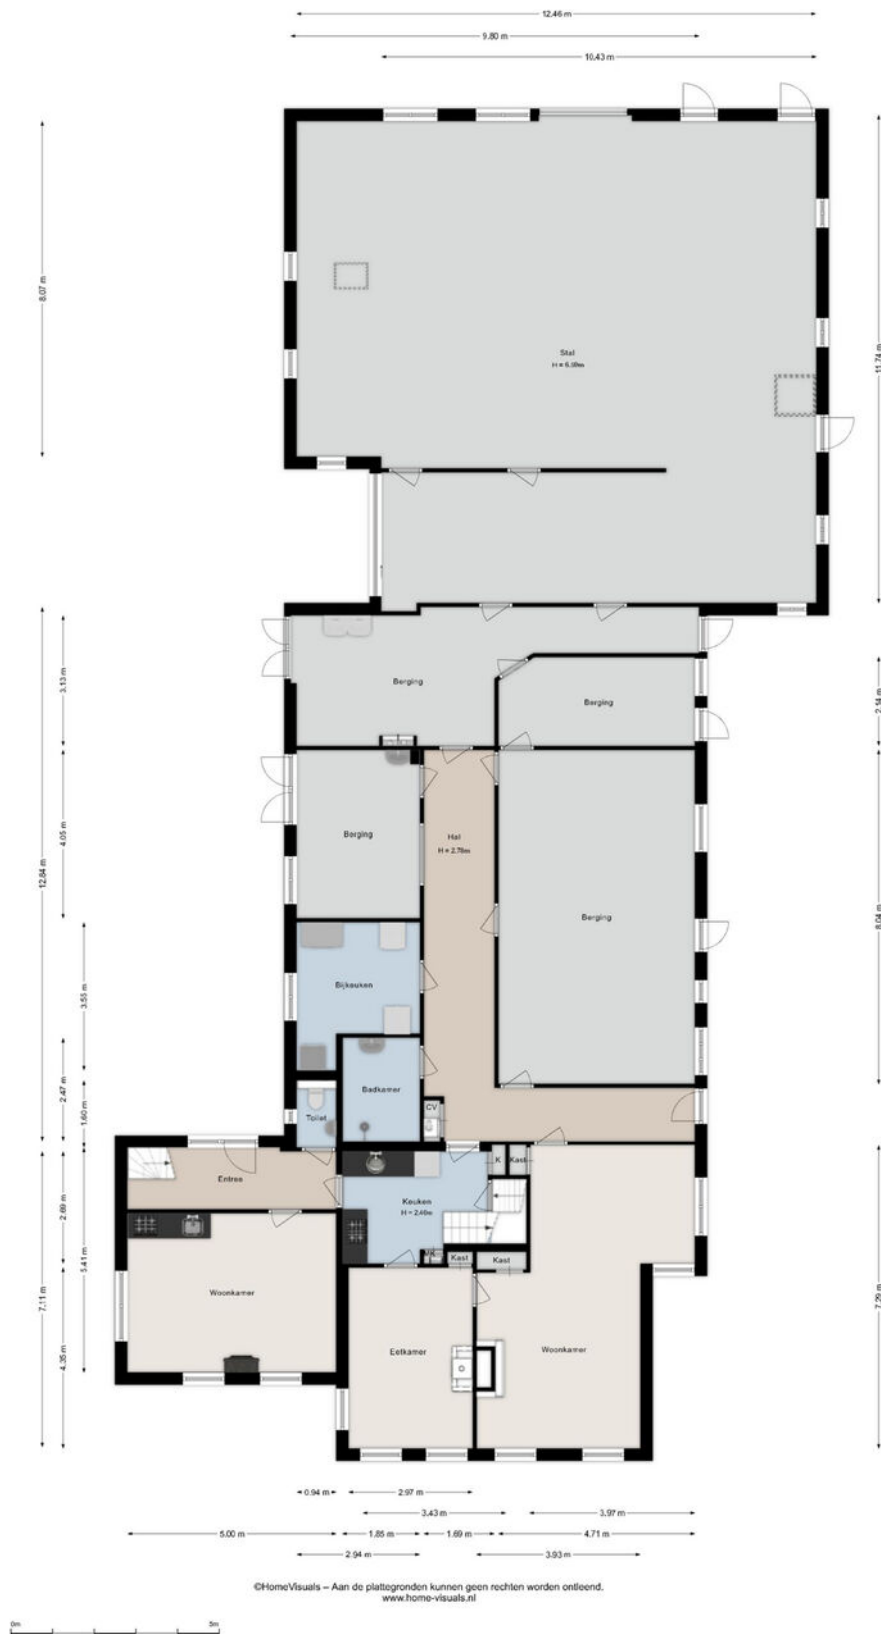 12.46 m
9.80 m
10.43 m
8.07 m
11.74 m
Stal
3.13 m
Berging
Berging
2.14 m
12.84 m
4.05 m
Berging
Hal
H = 2.78m
Berging
8.04 m
3.55 m
Bijkeuken
2.47 m
Badkamer
1.60 m
Toilet
CV
K
Kast
Entree
Keuken
H = 2.40m
2.69 m
5.41 m
7.11 m
MK
Kast
Kast
Woonkamer
Eetkamer
Woonkamer
4.35 m
7.29 m
0.94 m
2.97 m
3.43 m
3.97 m
5.00 m
1.85 m
1.69 m
4.71 m
2.94 m
3.93 m
©HomeVisuals – Aan de plattegronden kunnen geen rechten worden ontleend.
www.home-visuals.nl
0m
5m